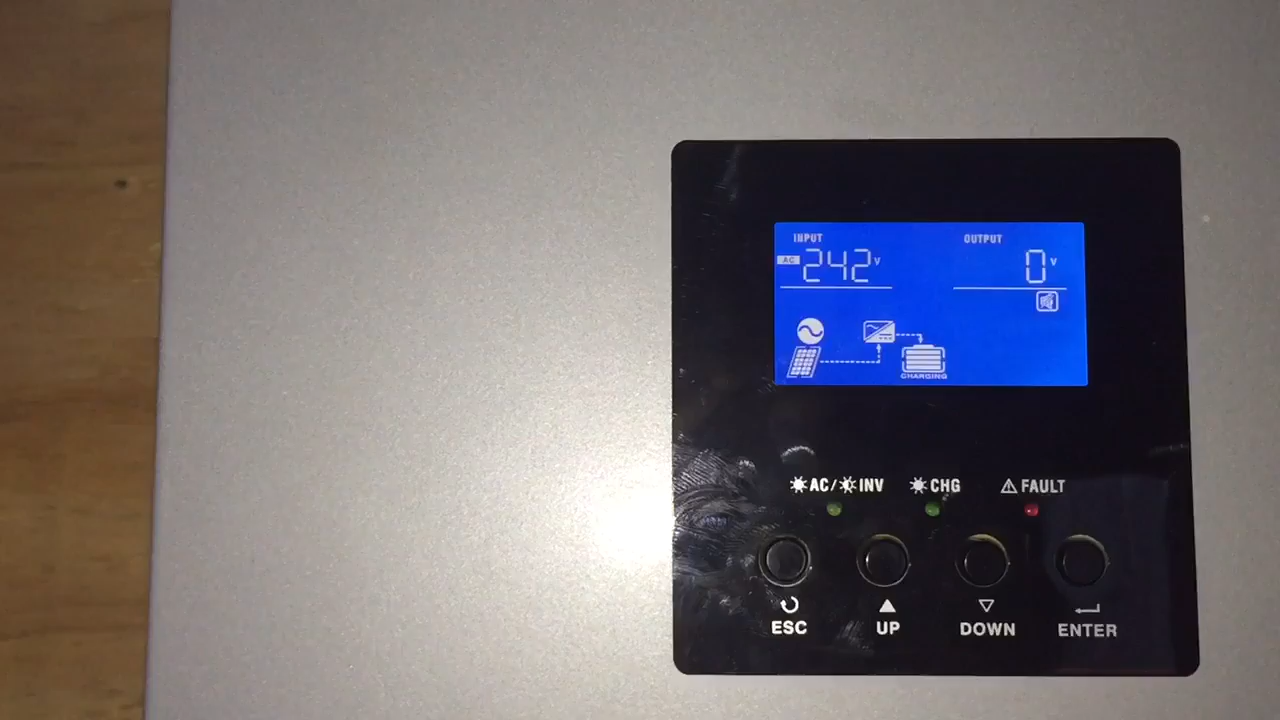 INPUT OUTPUT
AC 242 V 0 V
CHARGING
AC/ INV CHG FAULT
ESC UP DOWN ENTER